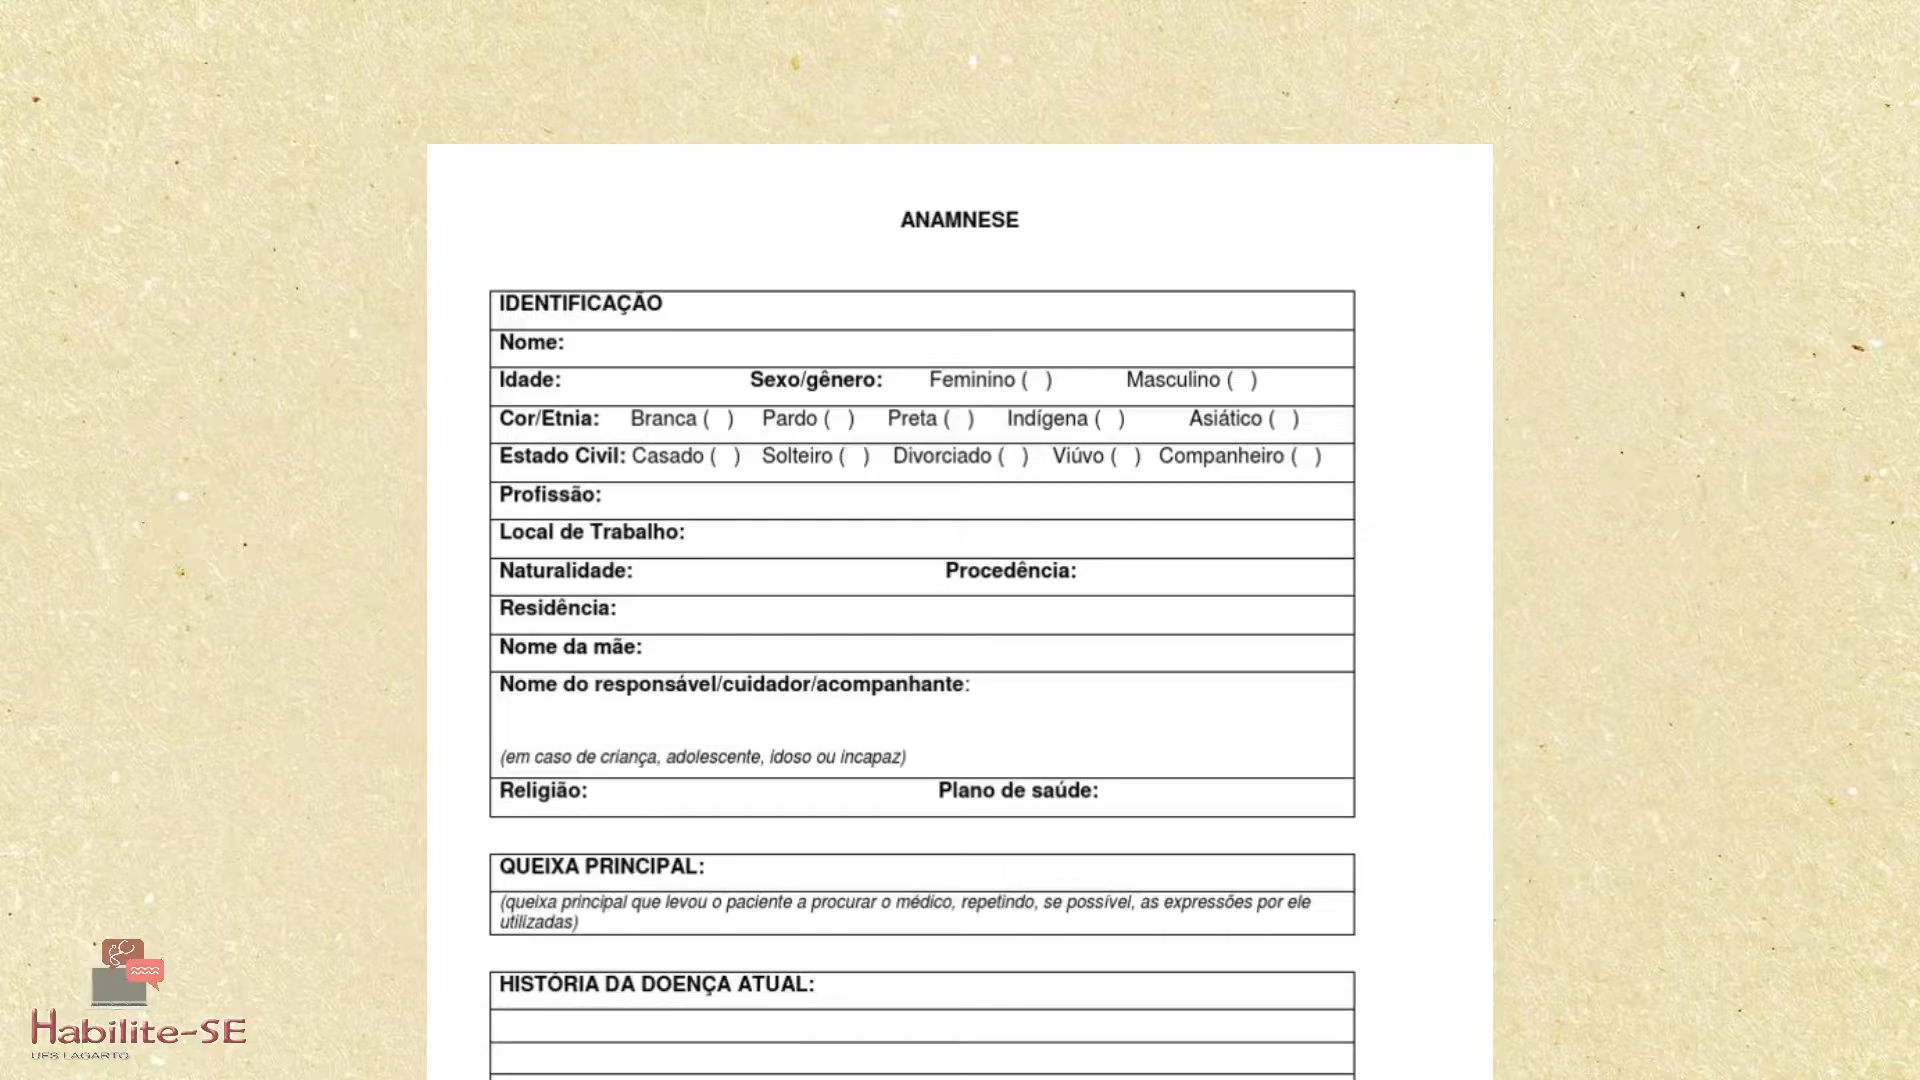 ANAMNESE
IDENTIFICAÇÃO
Nome:
Idade: Sexo/gênero: Feminino ( ) Masculino ( )
Cor/Etnia: Branca ( ) Pardo ( ) Preta ( ) Indígena ( ) Asiático ( )
Estado Civil: Casado ( ) Solteiro ( ) Divorciado ( ) Viúvo ( ) Companheiro ( )
Profissão:
Local de Trabalho:
Naturalidade: Procedência:
Residência:
Nome da mãe:
Nome do responsável/cuidador/acompanhante:
(em caso de criança, adolescente, idoso ou incapaz)
Religião: Plano de saúde:
QUEIXA PRINCIPAL:
(queixa principal que levou o paciente a procurar o médico, repetindo, se possível, as expressões por ele
utilizadas)
HISTÓRIA DA DOENÇA ATUAL:
Habilite-SE
UFS LAGARTO